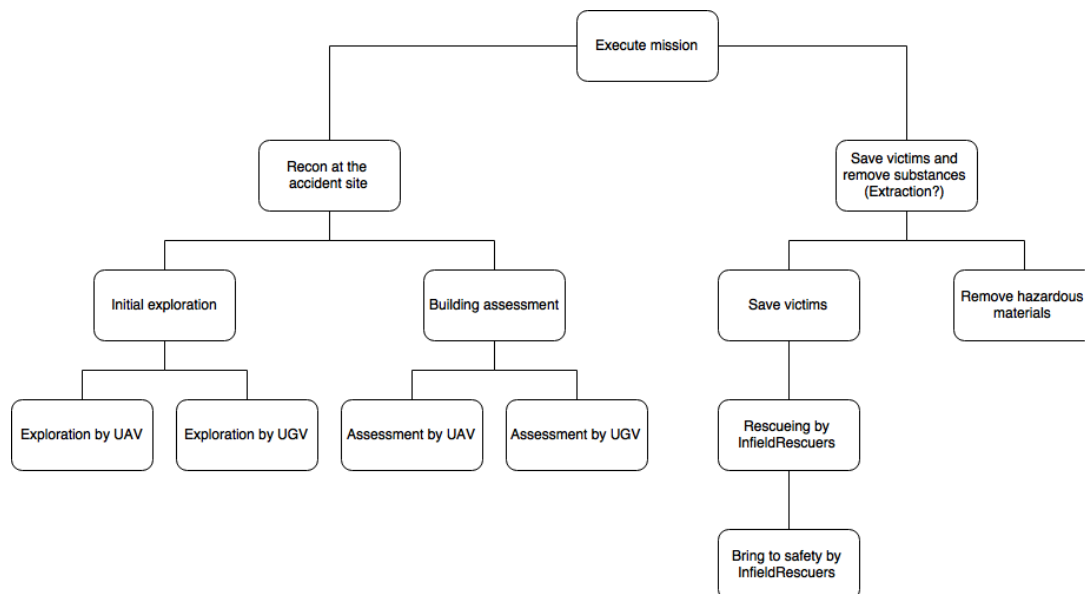 Execute mission
Recon at the
accident site
Save victims and
remove substances
(Extraction?)
Initial exploration
Building assessment
Save victims
Remove hazardous
materials
Exploration by UAV
Exploration by UGV
Assessment by UAV
Assessment by UGV
Rescueing by
InfieldRescuers
Bring to safety by
InfieldRescuers